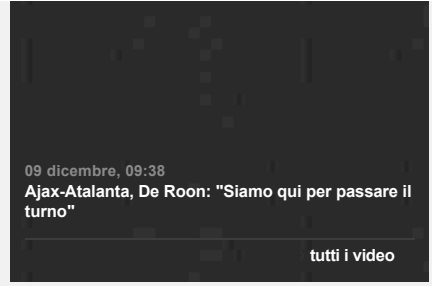 09 dicembre, 09:38
Ajax-Atalanta, De Roon: "Siamo qui per passare il
turno"
tutti i video